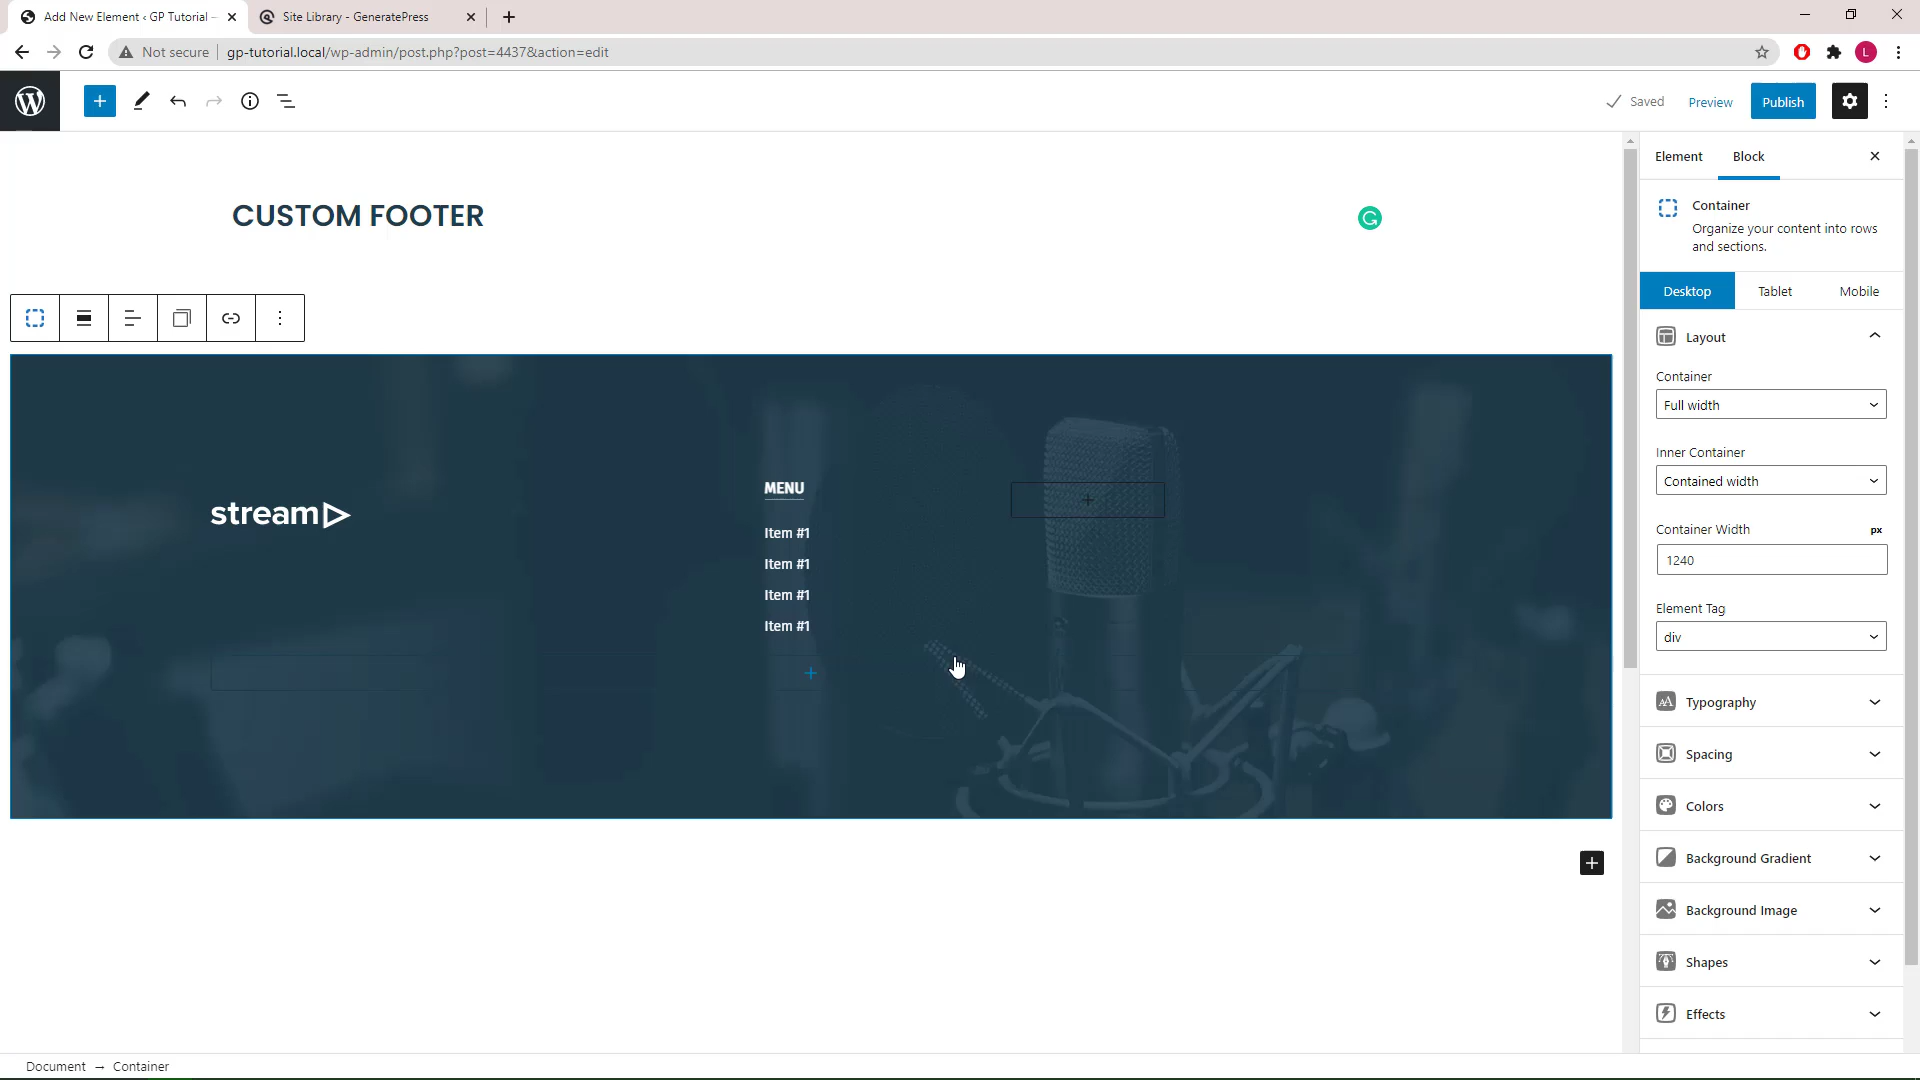 Add New Element ‹ GP Tutorial –
Site Library - GeneratePress
Not secure
gp-tutorial.local/wp-admin/post.php?post=4437&action=edit
L
Saved
Preview
Publish
CUSTOM FOOTER
stream
MENU
Item #1
Item #1
Item #1
Item #1
Element
Block
Container
Organize your content into rows
and sections.
Desktop
Tablet
Mobile
Layout
Container
Full width
Inner Container
Contained width
Container Width
px
1240
Element Tag
div
Typography
Spacing
Colors
Background Gradient
Background Image
Shapes
Effects
Document → Container